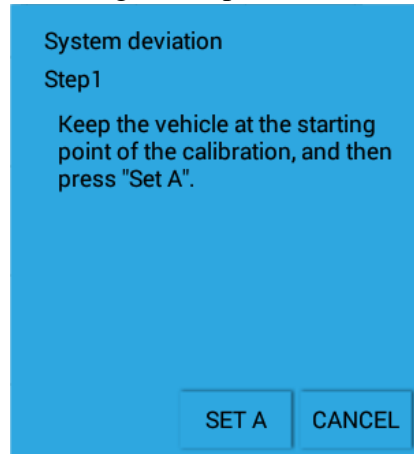 System deviation
Step1
Keep the vehicle at the starting
point of the calibration, and then
press "Set A".
SET A CANCEL